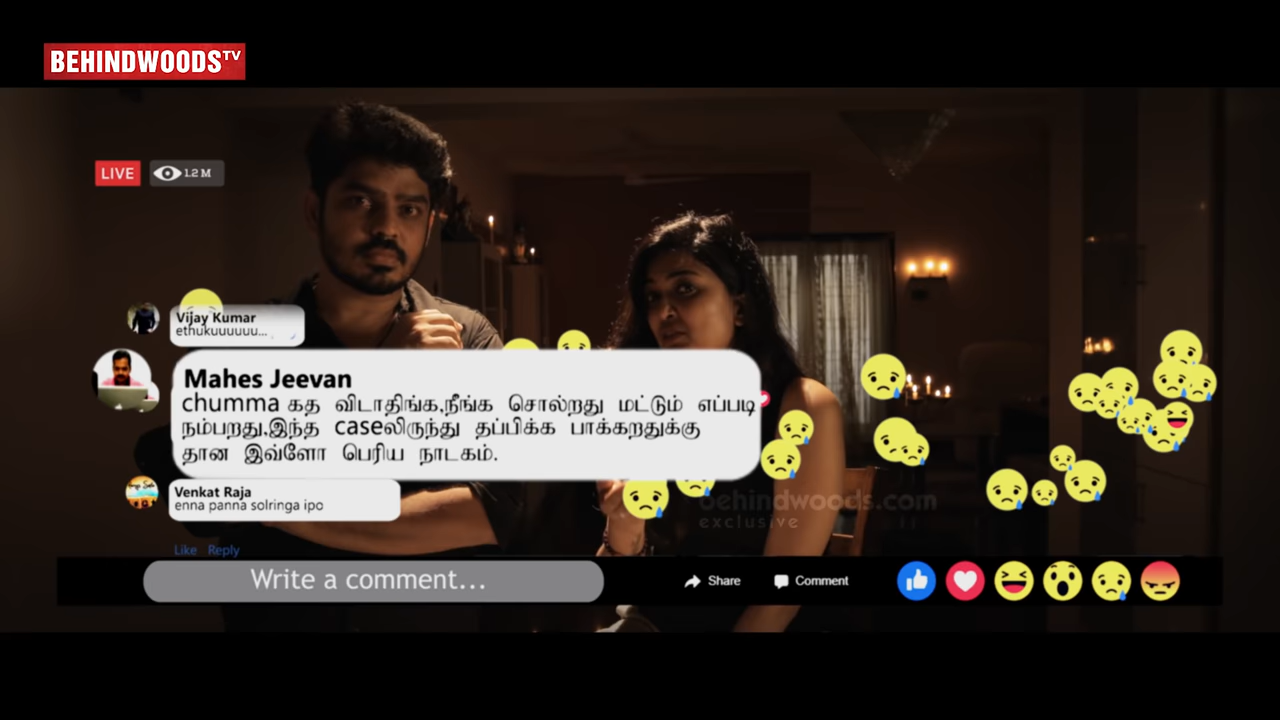 BEHINDWOODS TV
LIVE
1.2 M
Vijay Kumar
ethukuuuuuu...
Mahes Jeevan
chumma கத விடாதிங்க,நீங்க சொல்றது மட்டும் எப்படி
நம்பறது.இந்த caseலிருந்து தப்பிக்க பாக்கறதுக்கு
தான இவ்ளோ பெரிய நாடகம்.
Venkat Raja
enna panna solringa ipo
behindwoods.com
exclusive
Like Reply
Write a comment...
Share
Comment